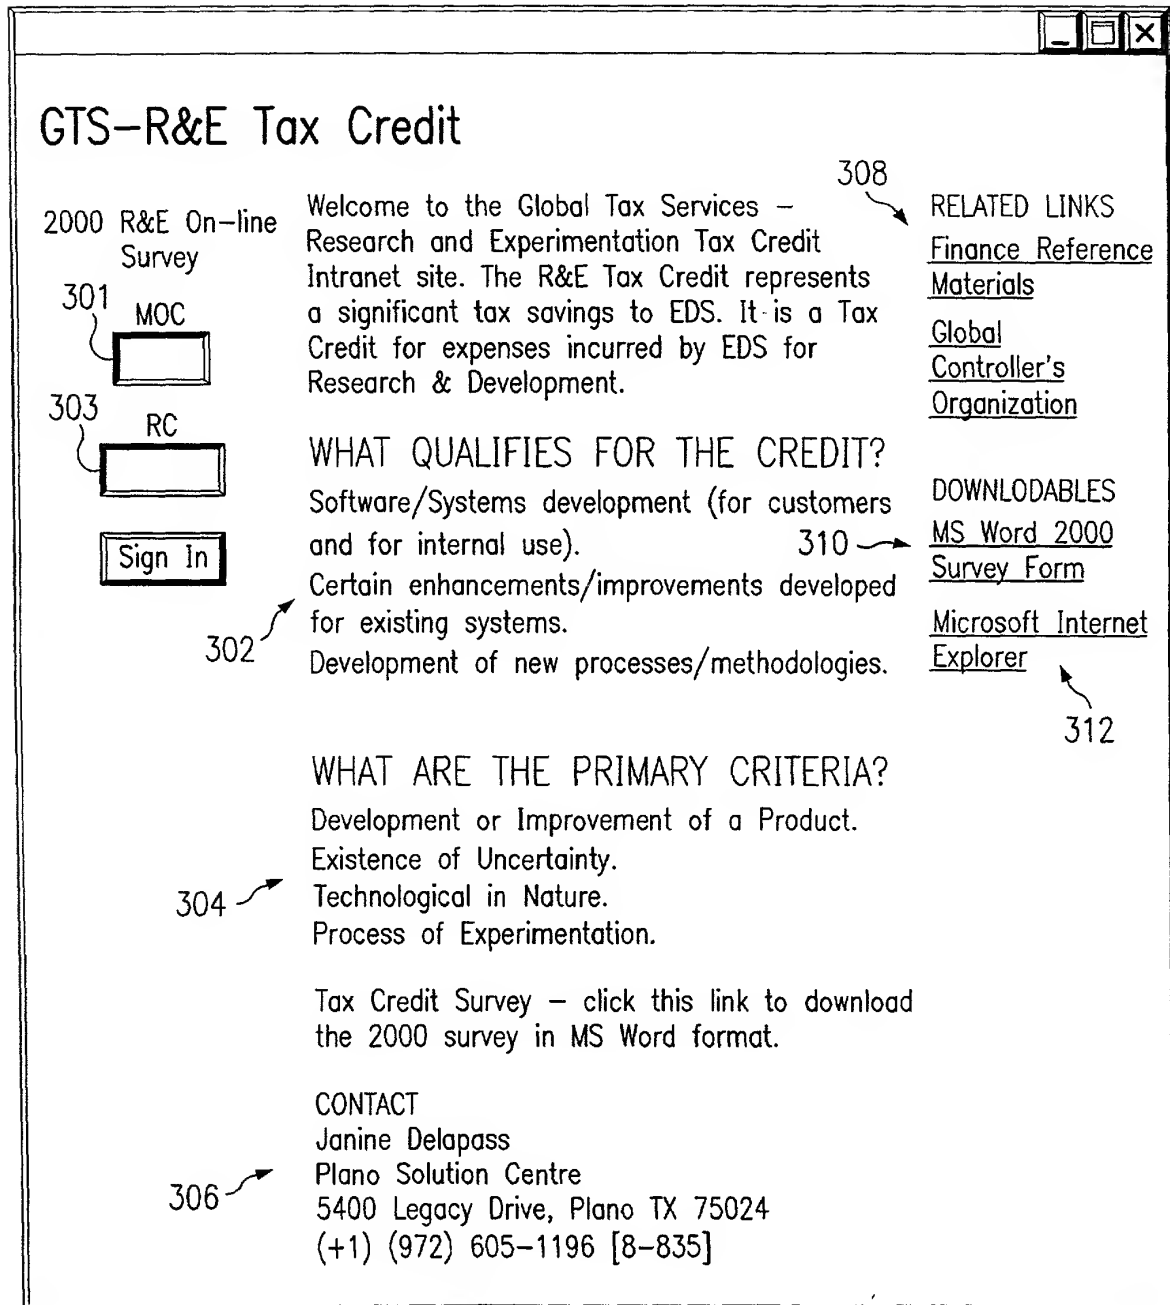 GTS-R&E Tax Credit
2000 R&E On-line
Survey
301
MOC
303
RC
Sign In
Welcome to the Global Tax Services –
Research and Experimentation Tax Credit
Intranet site. The R&E Tax Credit represents
a significant tax savings to EDS. It is a Tax
Credit for expenses incurred by EDS for
Research & Development.
WHAT QUALIFIES FOR THE CREDIT?
Software/Systems development (for customers
and for internal use).
302
Certain enhancements/improvements developed
for existing systems.
Development of new processes/methodologies.
WHAT ARE THE PRIMARY CRITERIA?
Development or Improvement of a Product.
Existence of Uncertainty.
304
Technological in Nature.
Process of Experimentation.
Tax Credit Survey – click this link to download
the 2000 survey in MS Word format.
CONTACT
Janine Delapass
306
Plano Solution Centre
5400 Legacy Drive, Plano TX 75024
(+1) (972) 605-1196 [8-835]
308
RELATED LINKS
Finance Reference
Materials
Global
Controller's
Organization
DOWNLODABLES
310
MS Word 2000
Survey Form
Microsoft Internet
Explorer
312